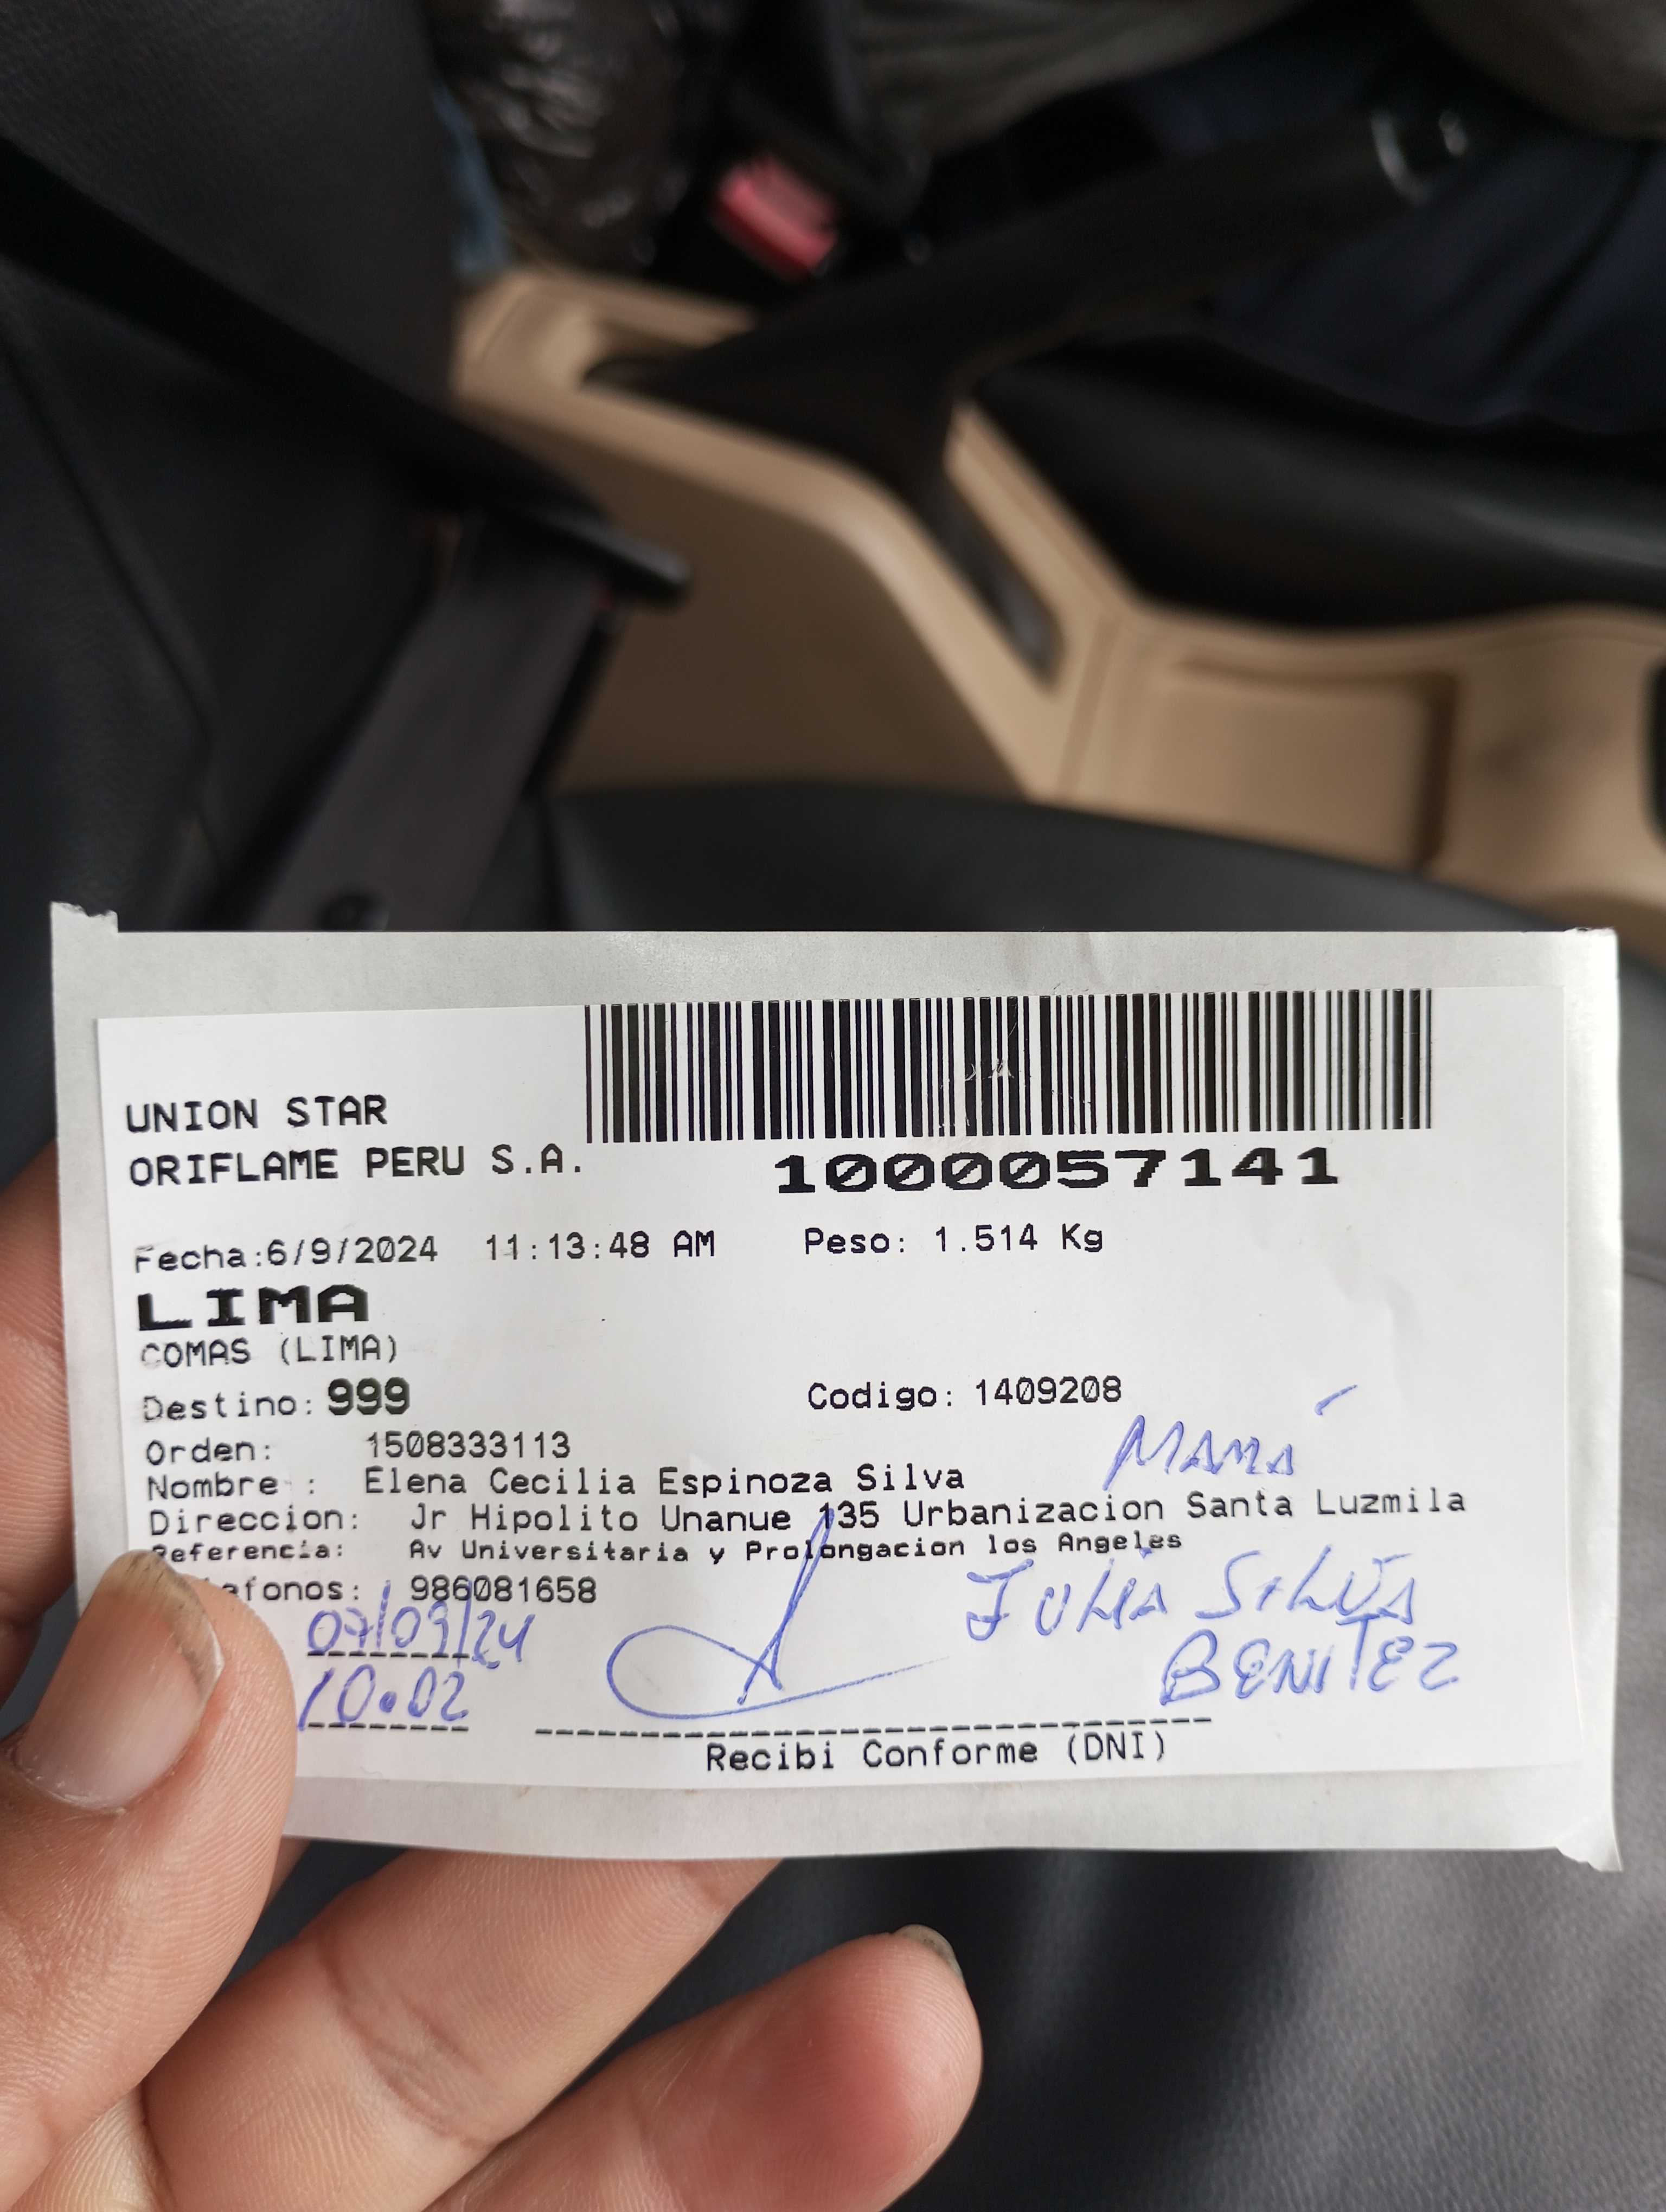 UNION STAR
ORIFLAME PERU S.A.
1000057141
Fecha:6/9/2024 11:13:48 AM Peso: 1.514 Kg
LIMA
COMAS (LIMA)
Destino: 999 Codigo: 1409208
Orden: 1508333113
MAMÁ
Nombre : Elena Cecilia Espinoza Silva
Direccion: Jr Hipolito Unanue 135 Urbanizacion Santa Luzmila
Referencia: Av Universitaria y Prolongacion los Angeles
afonos: 986081658
07/09/24 JULIA SILVA
10.02 BENITEZ
Recibi Conforme (DNI)